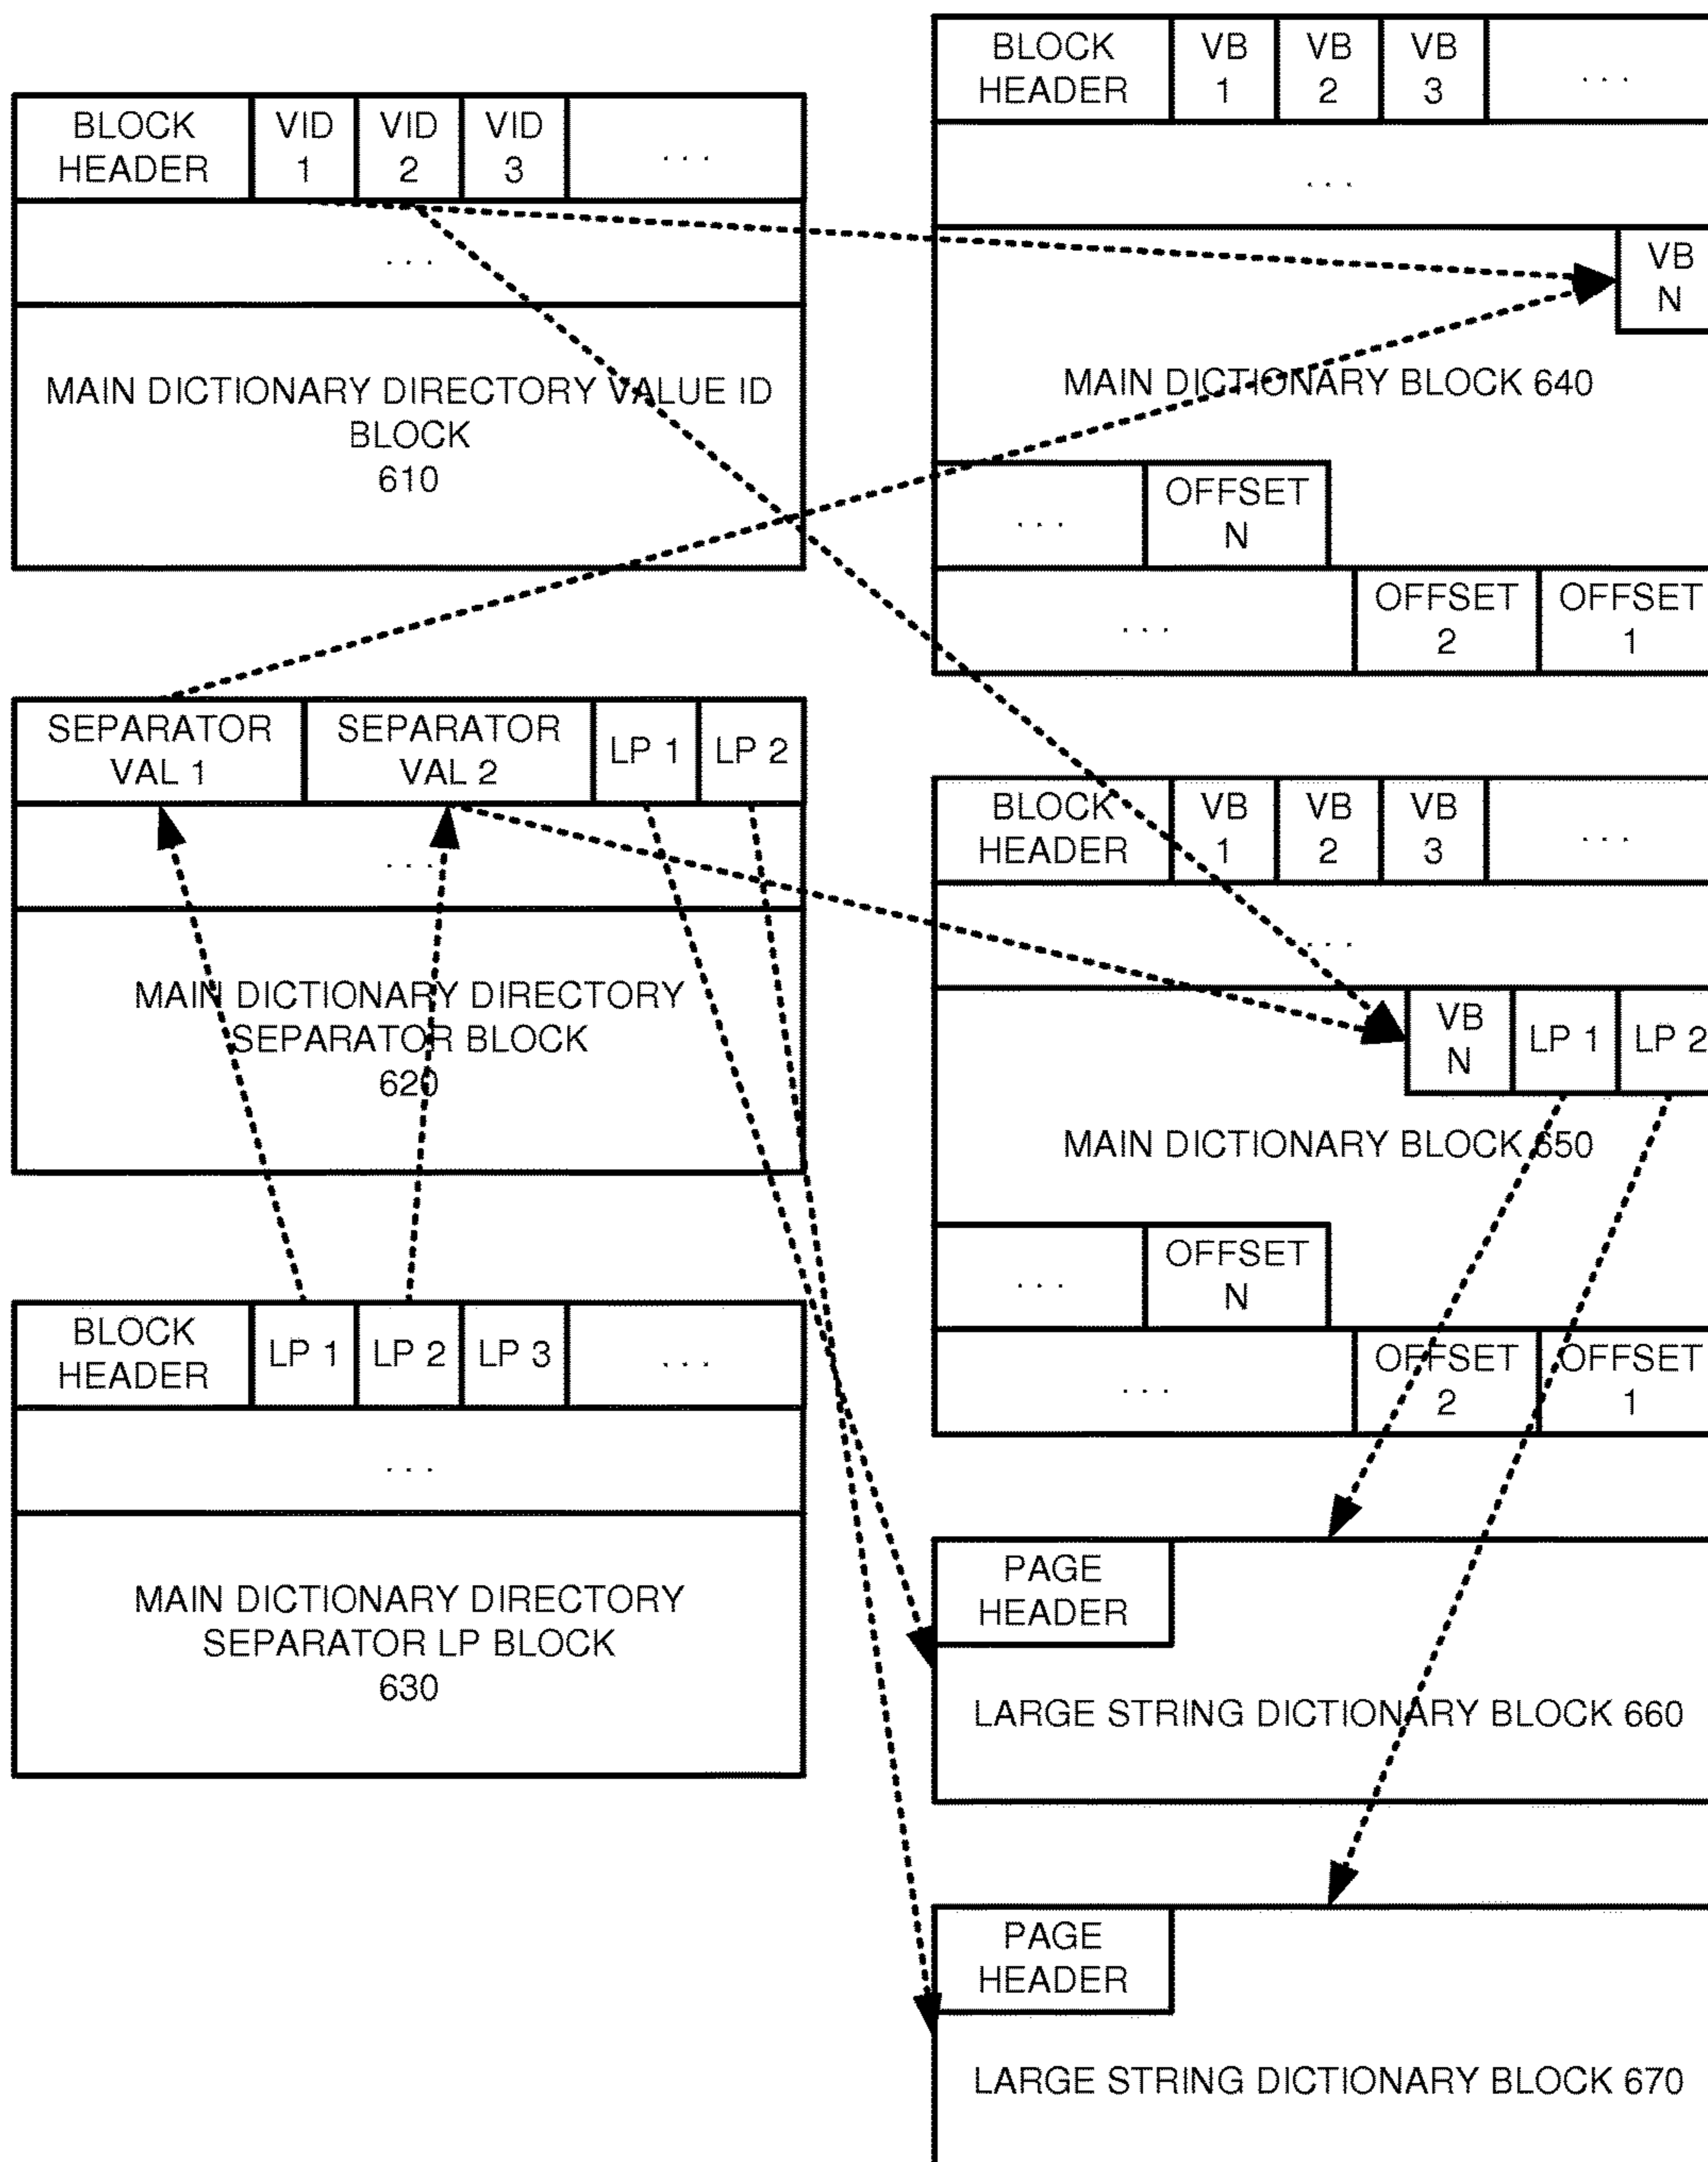 BLOCK
HEADER
VID
1
VID
2
VID
3
. . .
. . .
MAIN DICTIONARY DIRECTORY VALUE ID
BLOCK
610
SEPARATOR
VAL 1
SEPARATOR
VAL 2
LP 1
LP 2
. . .
MAIN DICTIONARY DIRECTORY
SEPARATOR BLOCK
620
BLOCK
HEADER
LP 1
LP 2
LP 3
. . .
. . .
MAIN DICTIONARY DIRECTORY
SEPARATOR LP BLOCK
630
BLOCK
HEADER
VB
1
VB
2
VB
3
. . .
. . .
VB
N
MAIN DICTIONARY BLOCK 640
. . .
OFFSET
N
. . .
OFFSET
2
OFFSET
1
BLOCK
HEADER
VB
1
VB
2
VB
3
. . .
. . .
VB
N
LP 1
LP 2
MAIN DICTIONARY BLOCK 650
. . .
OFFSET
N
. . .
OFFSET
2
OFFSET
1
PAGE
HEADER
LARGE STRING DICTIONARY BLOCK 660
PAGE
HEADER
LARGE STRING DICTIONARY BLOCK 670